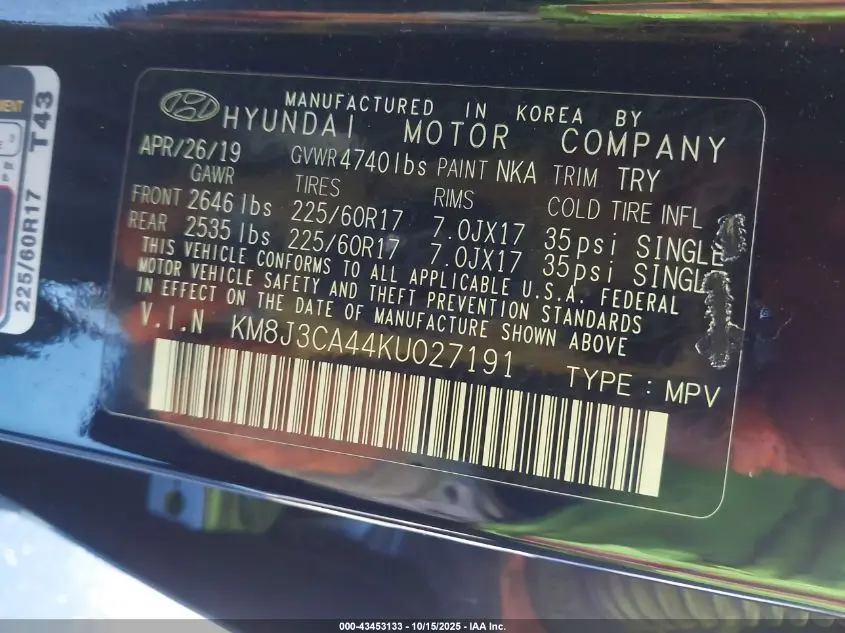 MANUFACTURED IN KOREA BY
HYUNDAI MOTOR COMPANY
APR/26/19 GVWR 4740lbs PAINT NKA TRIM TRY
GAWR TIRES RIMS COLD TIRE INFL
FRONT 2646 lbs 225/60R17 7.0JX17 35psi SINGLE
REAR 2535 lbs 225/60R17 7.0JX17 35psi SINGL
THIS VEHICLE CONFORMS TO ALL APPLICABLE U.S.A. FEDERAL
MOTOR VEHICLE SAFETY AND THEFT PREVENTION STANDARDS
IN EFFECT ON THE DATE OF MANUFACTURE SHOWN ABOVE
V.I.N KM8J3CA44KU027191 TYPE : MPV
225/60R17 T43
000-43453133 - 10/15/2025 - IAA Inc.